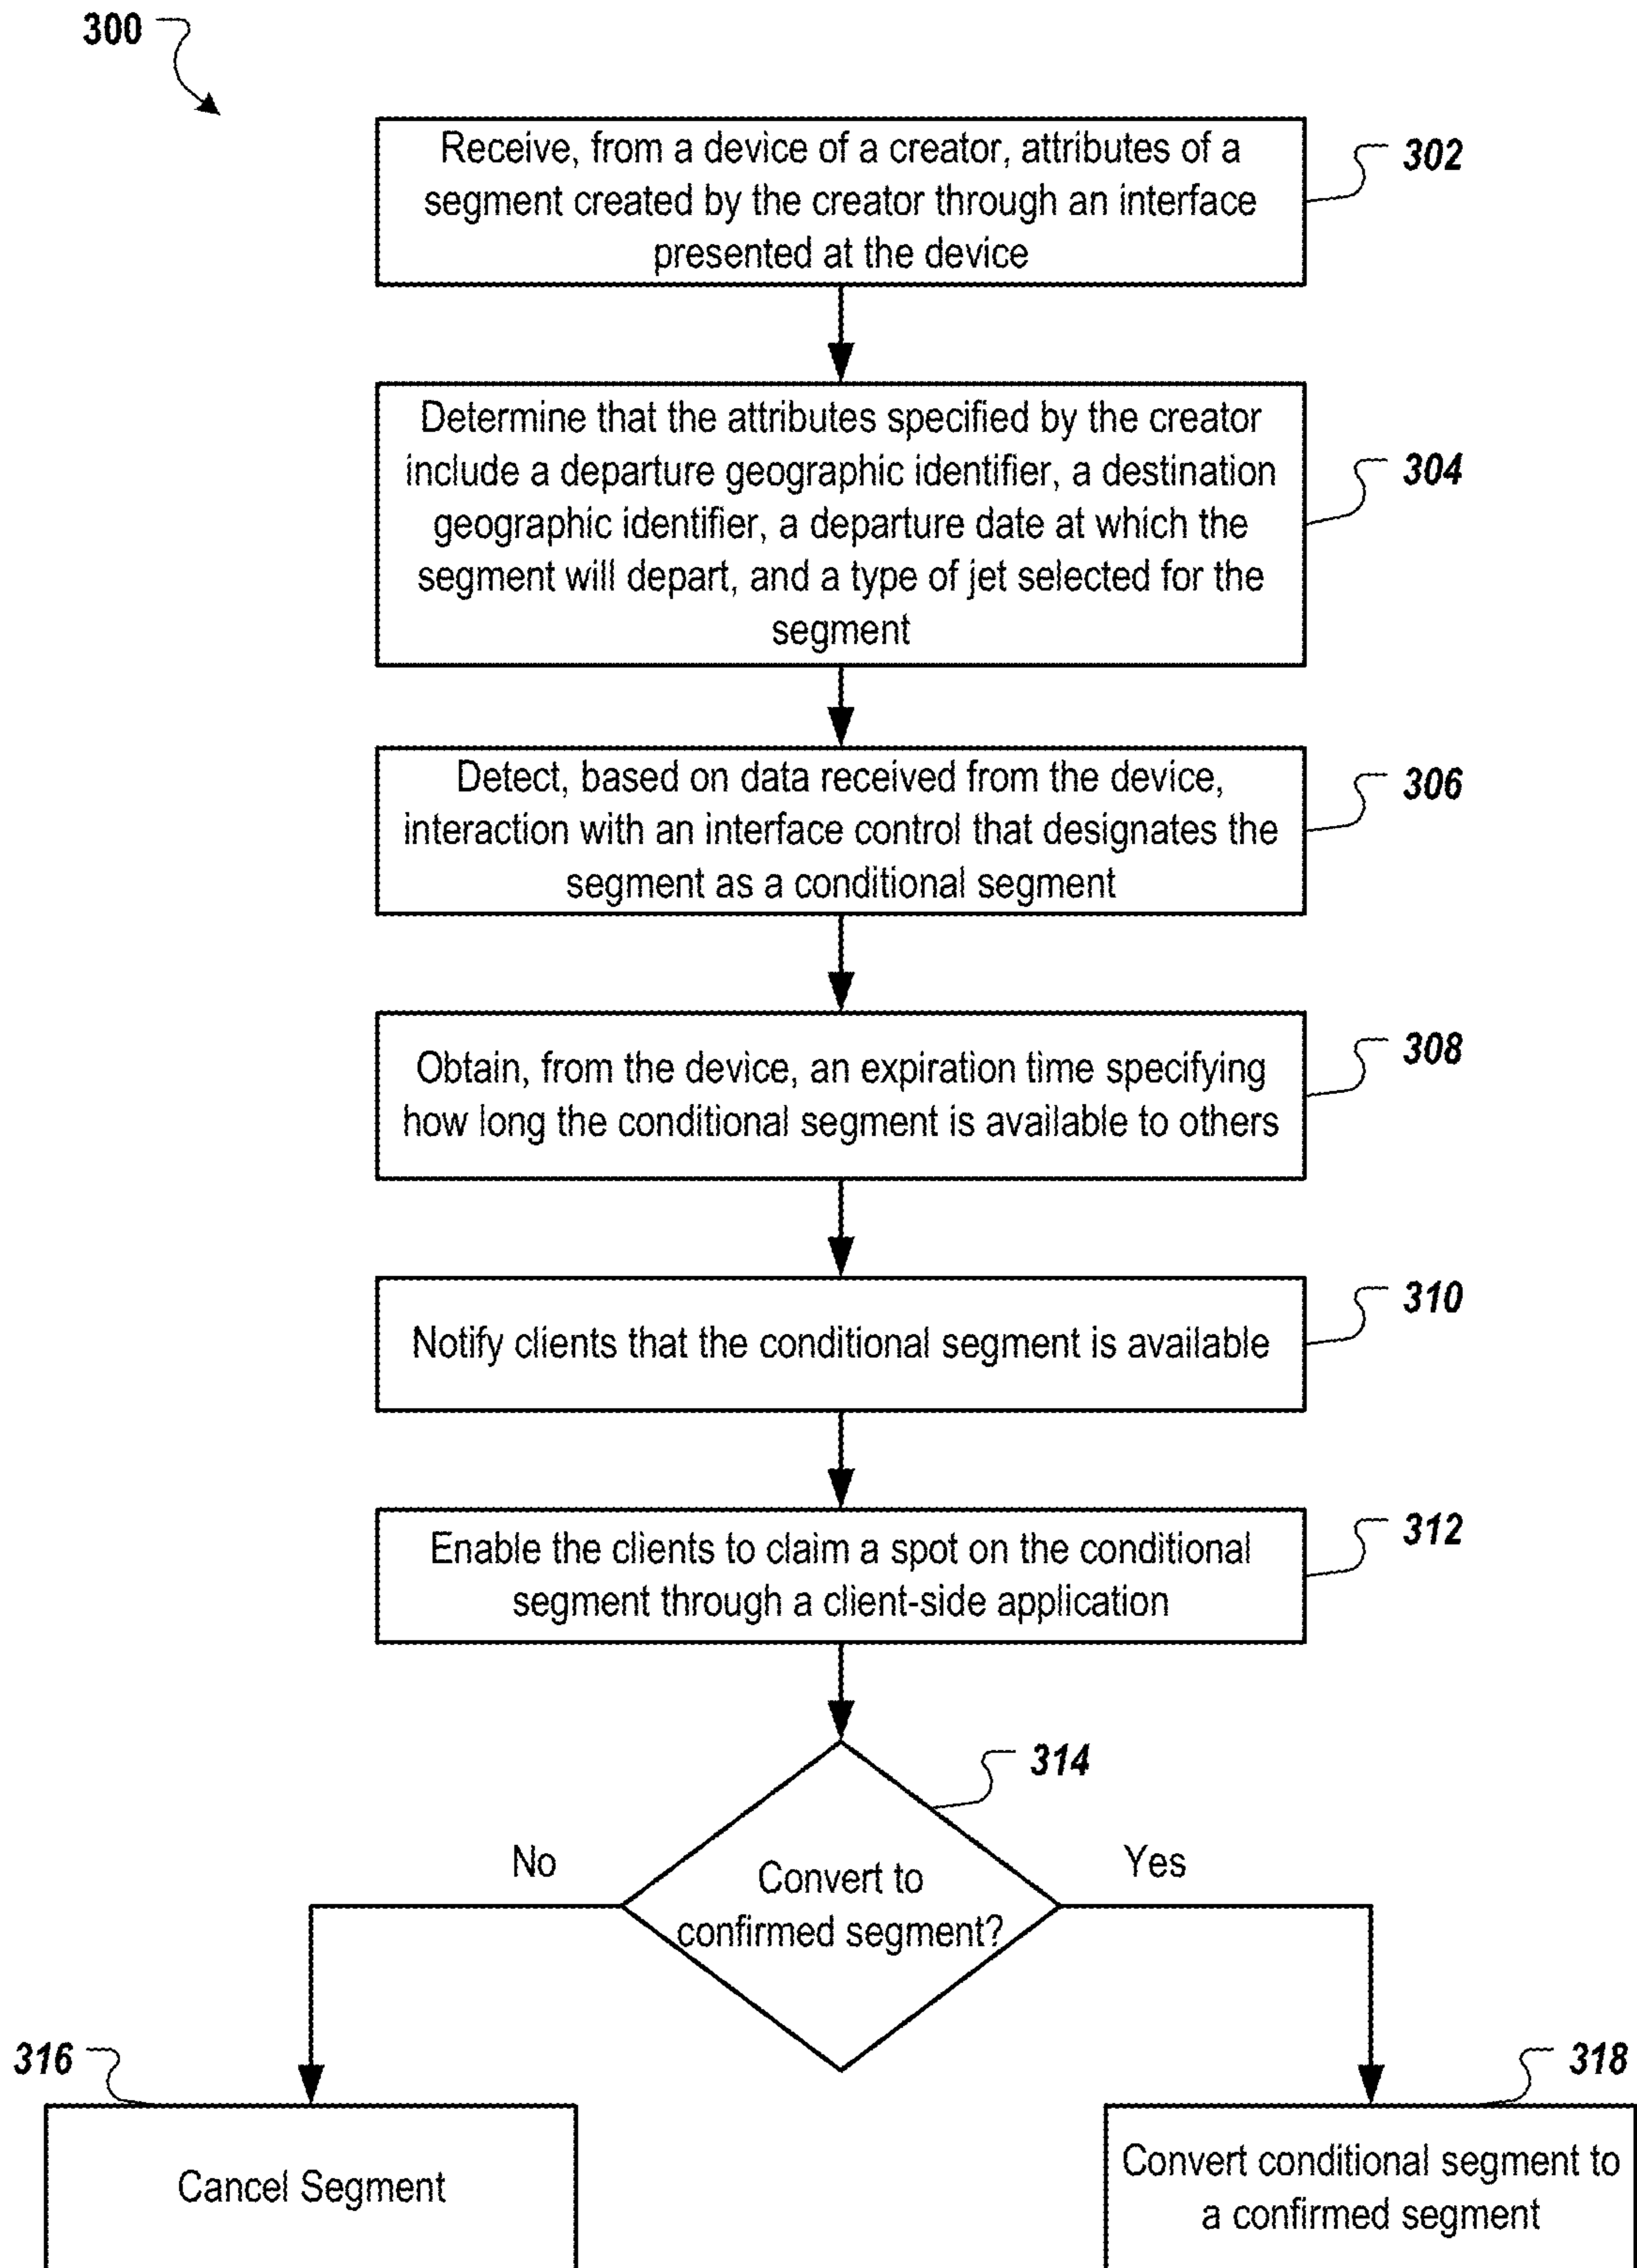 300
Receive, from a device of a creator, attributes of a
segment created by the creator through an interface
presented at the device
302
Determine that the attributes specified by the creator
include a departure geographic identifier, a destination
geographic identifier, a departure date at which the
segment will depart, and a type of jet selected for the
segment
304
Detect, based on data received from the device,
interaction with an interface control that designates the
segment as a conditional segment
306
Obtain, from the device, an expiration time specifying
how long the conditional segment is available to others
308
Notify clients that the conditional segment is available
310
Enable the clients to claim a spot on the conditional
segment through a client-side application
312
314
No
Yes
Convert to
confirmed segment?
316
318
Cancel Segment
Convert conditional segment to
a confirmed segment